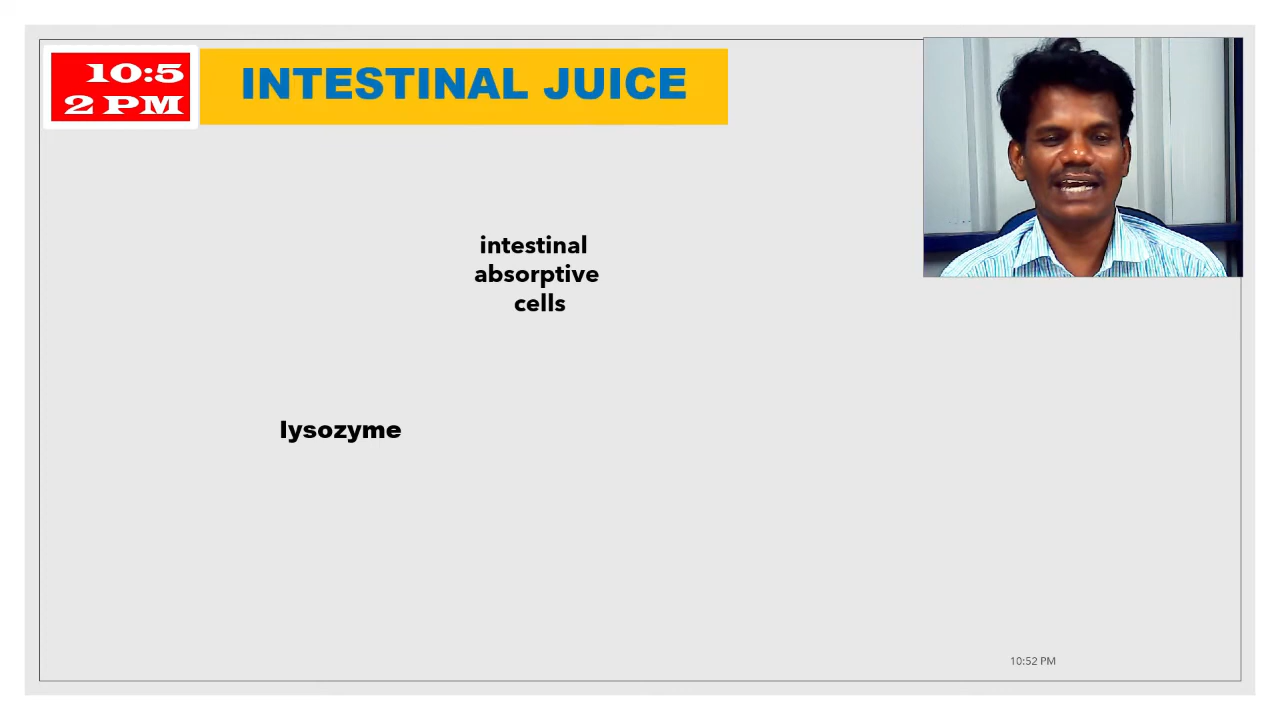 10:5
2 PM
INTESTINAL JUICE
intestinal
absorptive
cells
lysozyme
10:52 PM